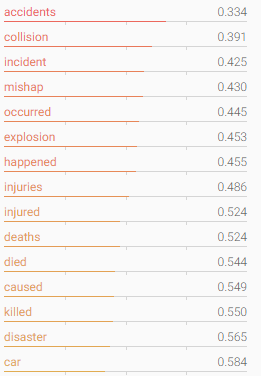 accidents 0.334
collision 0.391
incident 0.425
mishap 0.430
occurred 0.445
explosion 0.453
happened 0.455
injuries 0.486
injured 0.524
deaths 0.524
died 0.544
caused 0.549
killed 0.550
disaster 0.565
car 0.584